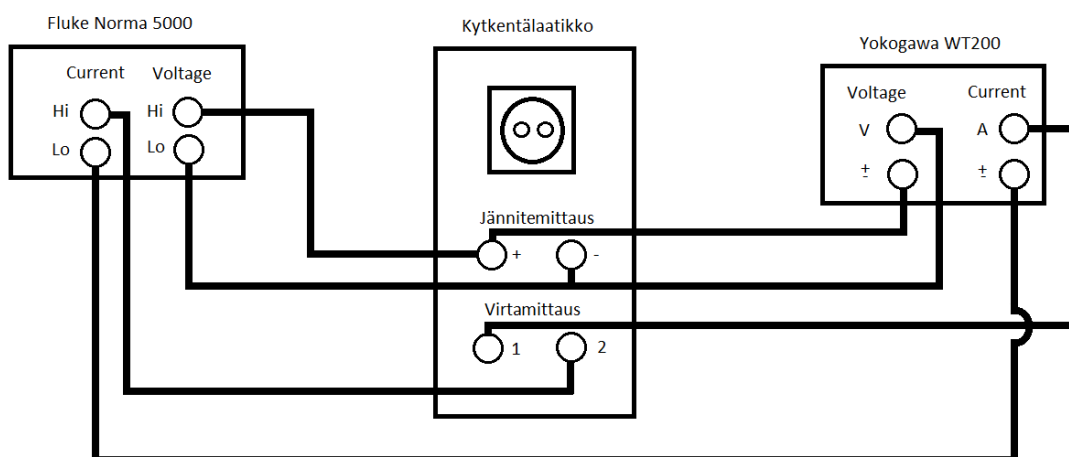 Fluke Norma 5000
Current Voltage
Hi Hi
Lo Lo
Kytkentälaatikko
Jännitemittaus
+ -
Virtamittaus
1 2
Yokogawa WT200
Voltage Current
V A
± ±